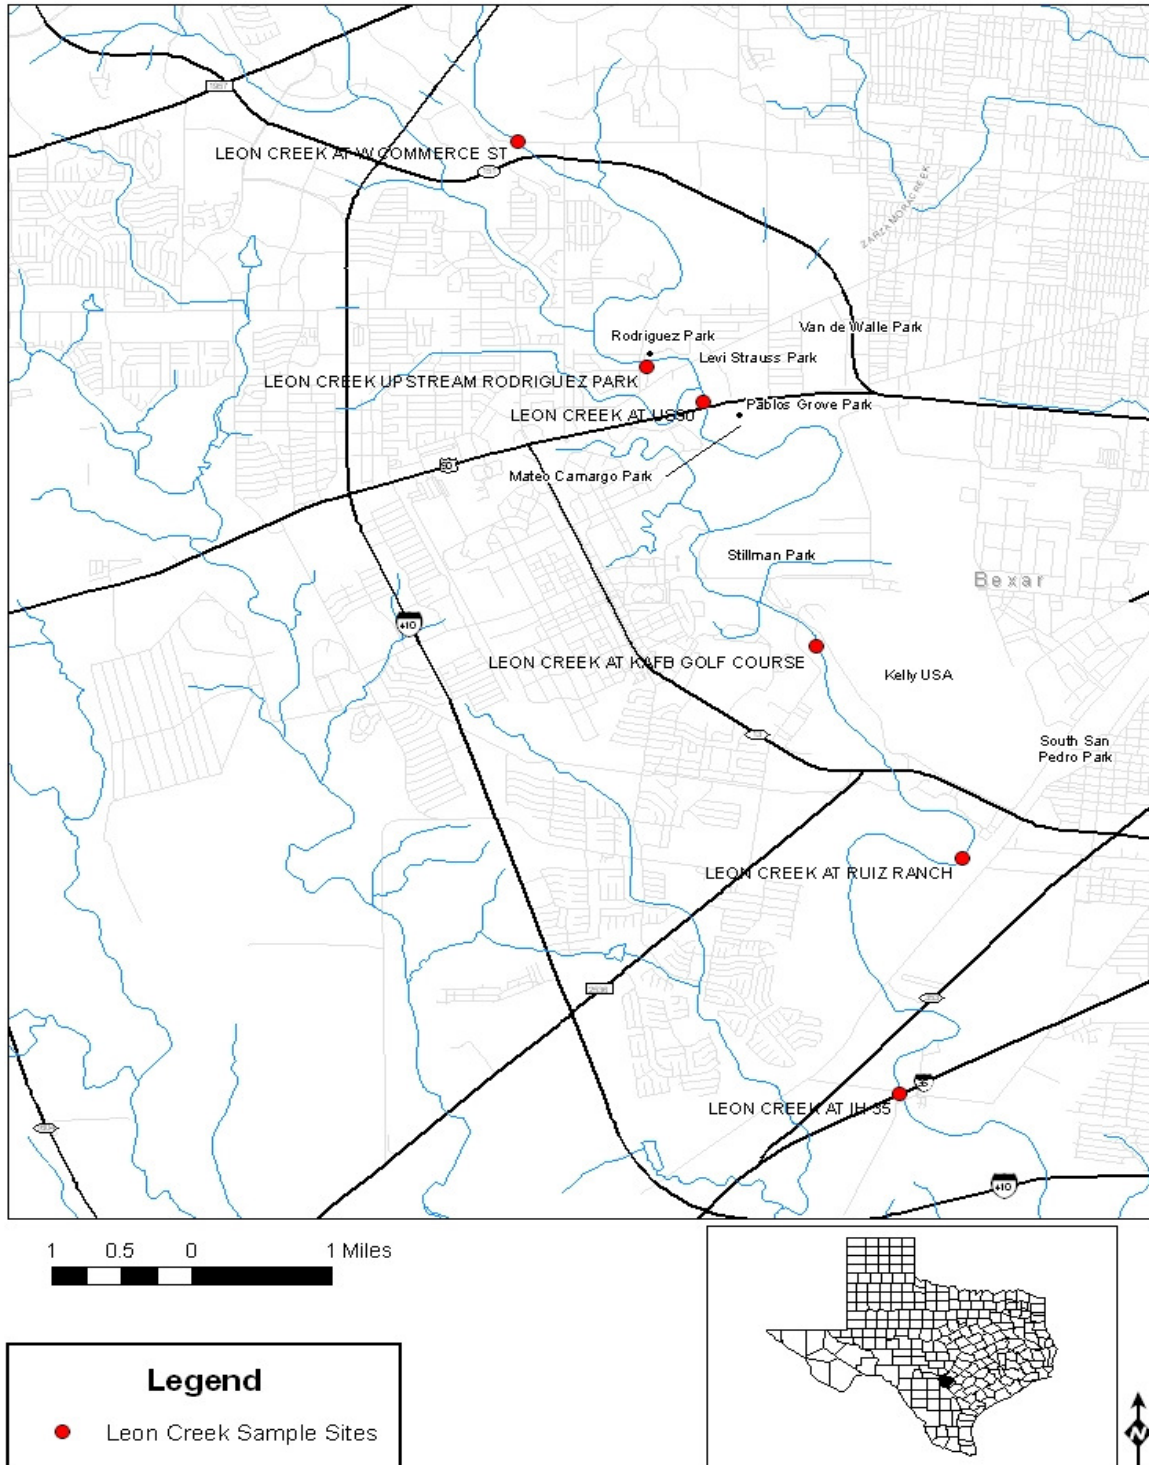 LEON CREEK AT W COMMERCE ST
ZARZAMORA CREEK
Van de Walle Park
Rodriguez Park
Levi Strauss Park
LEON CREEK UPSTREAM RODRIGUEZ PARK
Pablos Grove Park
LEON CREEK AT US90
90
Mateo Camargo Park
Stillman Park
Bexar
410
LEON CREEK AT KAFB GOLF COURSE
Kelly USA
South San
Pedro Park
LEON CREEK AT RUIZ RANCH
2536
35
LEON CREEK AT IH 35
410
1 0.5 0 1 Miles
Legend
Leon Creek Sample Sites
N